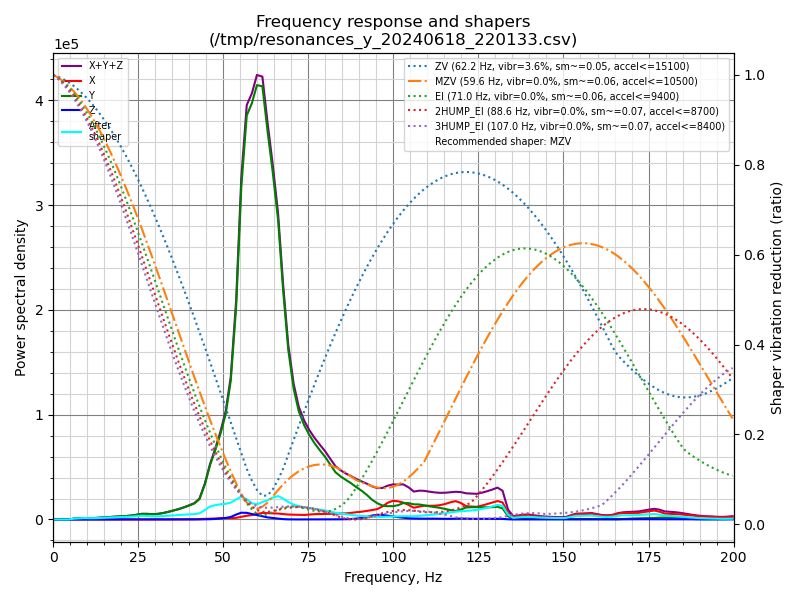 Frequency response and shapers
(/tmp/resonances_y_20240618_220133.csv)
1e5
X+Y+Z
X
Y
Z
After
shaper
ZV (62.2 Hz, vibr=3.6%, sm~=0.05, accel<=15100)
MZV (59.6 Hz, vibr=0.0%, sm~=0.06, accel<=10500)
EI (71.0 Hz, vibr=0.0%, sm~=0.06, accel<=9400)
2HUMP_EI (88.6 Hz, vibr=0.0%, sm~=0.07, accel<=8700)
3HUMP_EI (107.0 Hz, vibr=0.0%, sm~=0.07, accel<=8400)
Recommended shaper: MZV
Power spectral density
4
3
2
1
0
Shaper vibration reduction (ratio)
1.0
0.8
0.6
0.4
0.2
0.0
0 25 50 75 100 125 150 175 200
Frequency, Hz